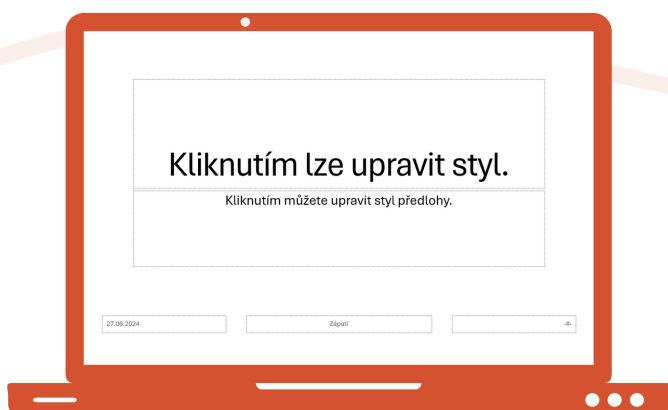 Kliknutím lze upravit styl.
Kliknutím můžete upravit styl předlohy.
27.06.2024
Zápatí
‹#›